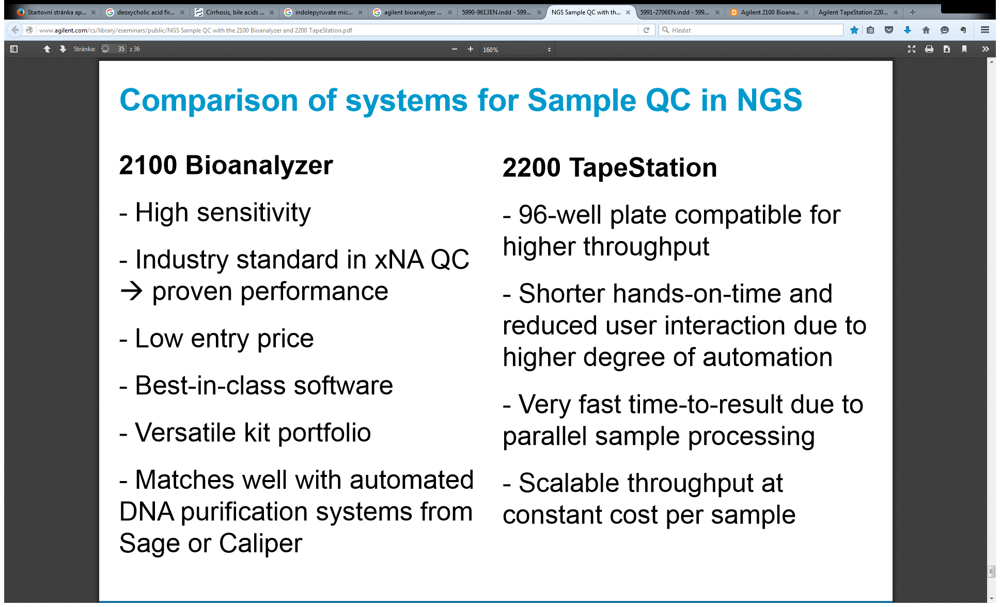 Startovní stránka ap...
deoxycholic acid fir...
Cirrhosis, bile acids ...
indolepyruvate mic...
agilent bioanalyzer ...
5990-9613EN.indd - 599...
NGS Sample QC with th...
5991-2706EN.indd - 599...
Agilent 2100 Bioana...
Agilent TapeStation 220...
www.agilent.com/cs/library/eseminars/public/NGS Sample QC with the 2100 Bioanalyzer and 2200 TapeStation.pdf
Hledat
Stránka: 35 z 36
160%
Comparison of systems for Sample QC in NGS
2100 Bioanalyzer
- High sensitivity
- Industry standard in xNA QC
→ proven performance
- Low entry price
- Best-in-class software
- Versatile kit portfolio
- Matches well with automated
DNA purification systems from
Sage or Caliper
2200 TapeStation
- 96-well plate compatible for
higher throughput
- Shorter hands-on-time and
reduced user interaction due to
higher degree of automation
- Very fast time-to-result due to
parallel sample processing
- Scalable throughput at
constant cost per sample